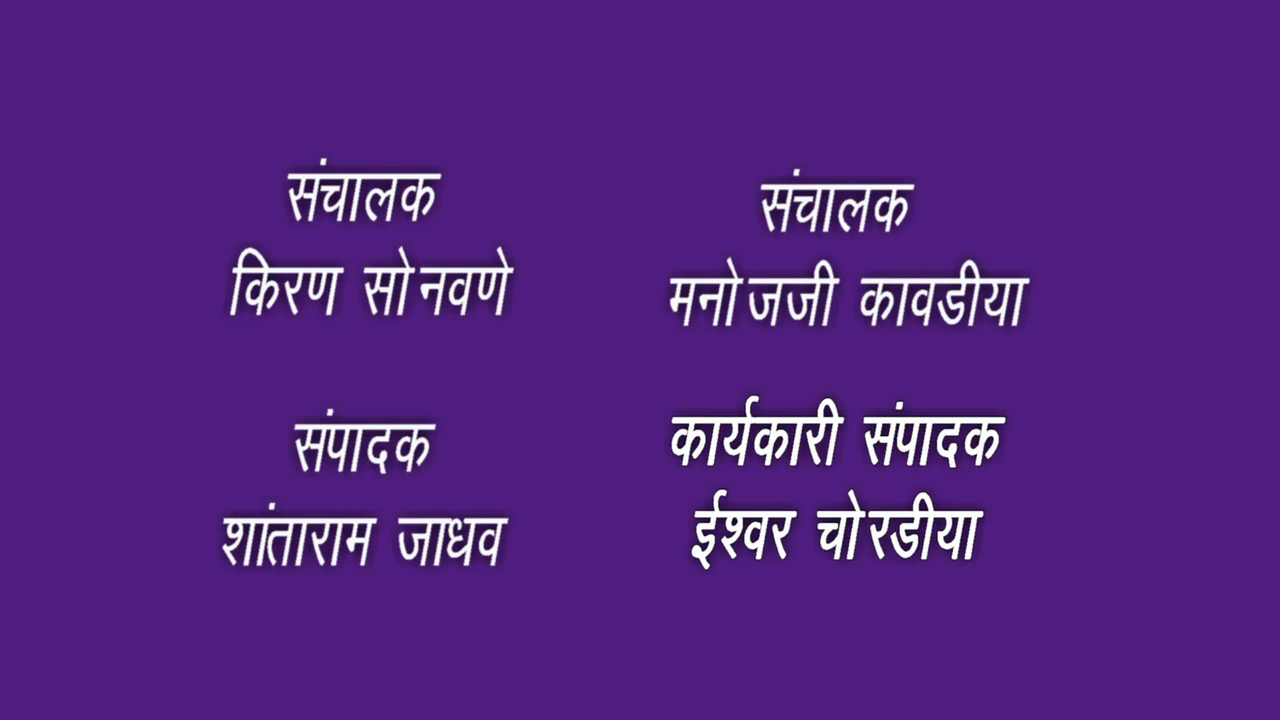 संचालक
किरण सोनवणे
संचालक
मनोजजी कावडीया
संपादक
शांताराम जाधव
कार्यकारी संपादक
ईश्वर चोरडीया